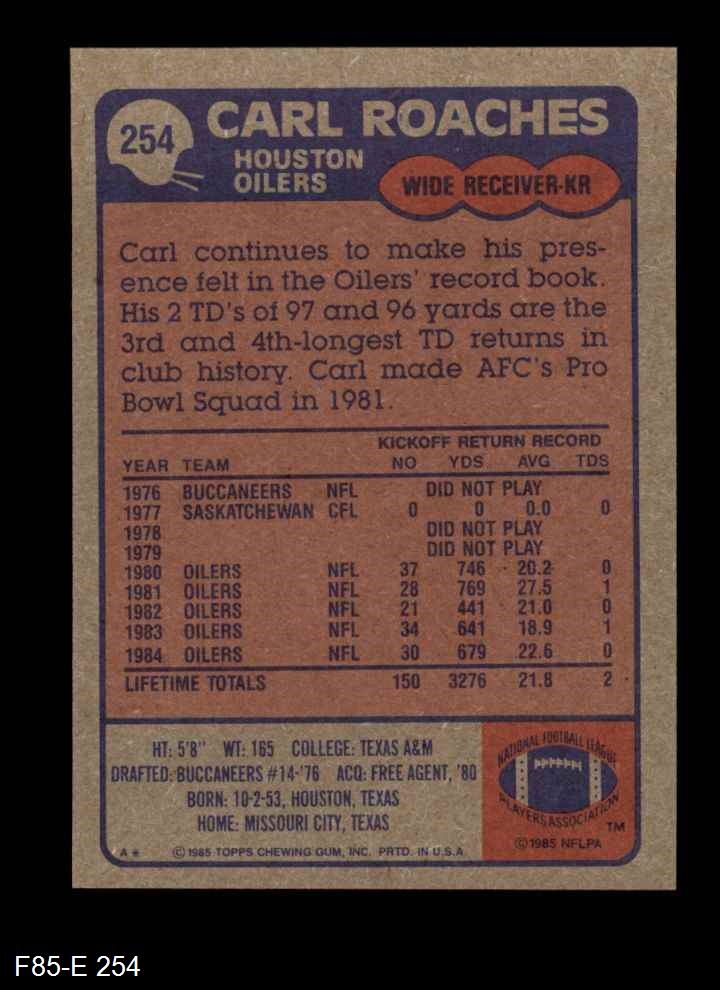 254
CARL ROACHES
HOUSTON
OILERS
WIDE RECEIVER-KR
Carl continues to make his pres-
ence felt in the Oilers' record book.
His 2 TD's of 97 and 96 yards are the
3rd and 4th-longest TD returns in
club history. Carl made AFC's Pro
Bowl Squad in 1981.
KICKOFF RETURN RECORD
YEAR TEAM NO YDS AVG TDS
1976 BUCCANEERS NFL DID NOT PLAY
1977 SASKATCHEWAN CFL 0 0 0.0 0
1978 DID NOT PLAY
1979 DID NOT PLAY
1980 OILERS NFL 37 746 20.2 0
1981 OILERS NFL 28 769 27.5 1
1982 OILERS NFL 21 441 21.0 0
1983 OILERS NFL 34 641 18.9 1
1984 OILERS NFL 30 679 22.6 0
LIFETIME TOTALS 150 3276 21.8 2
HT: 5'8" WT: 165 COLLEGE: TEXAS A&M
DRAFTED: BUCCANEERS #14-'76 ACQ: FREE AGENT, '80
BORN: 10-2-53, HOUSTON, TEXAS
HOME: MISSOURI CITY, TEXAS
A* © 1985 TOPPS CHEWING GUM, INC. PRTD. IN U.S.A.
NATIONAL FOOTBALL LEAGUE
PLAYERS ASSOCIATION
TM
© 1985 NFLPA
F85-E 254